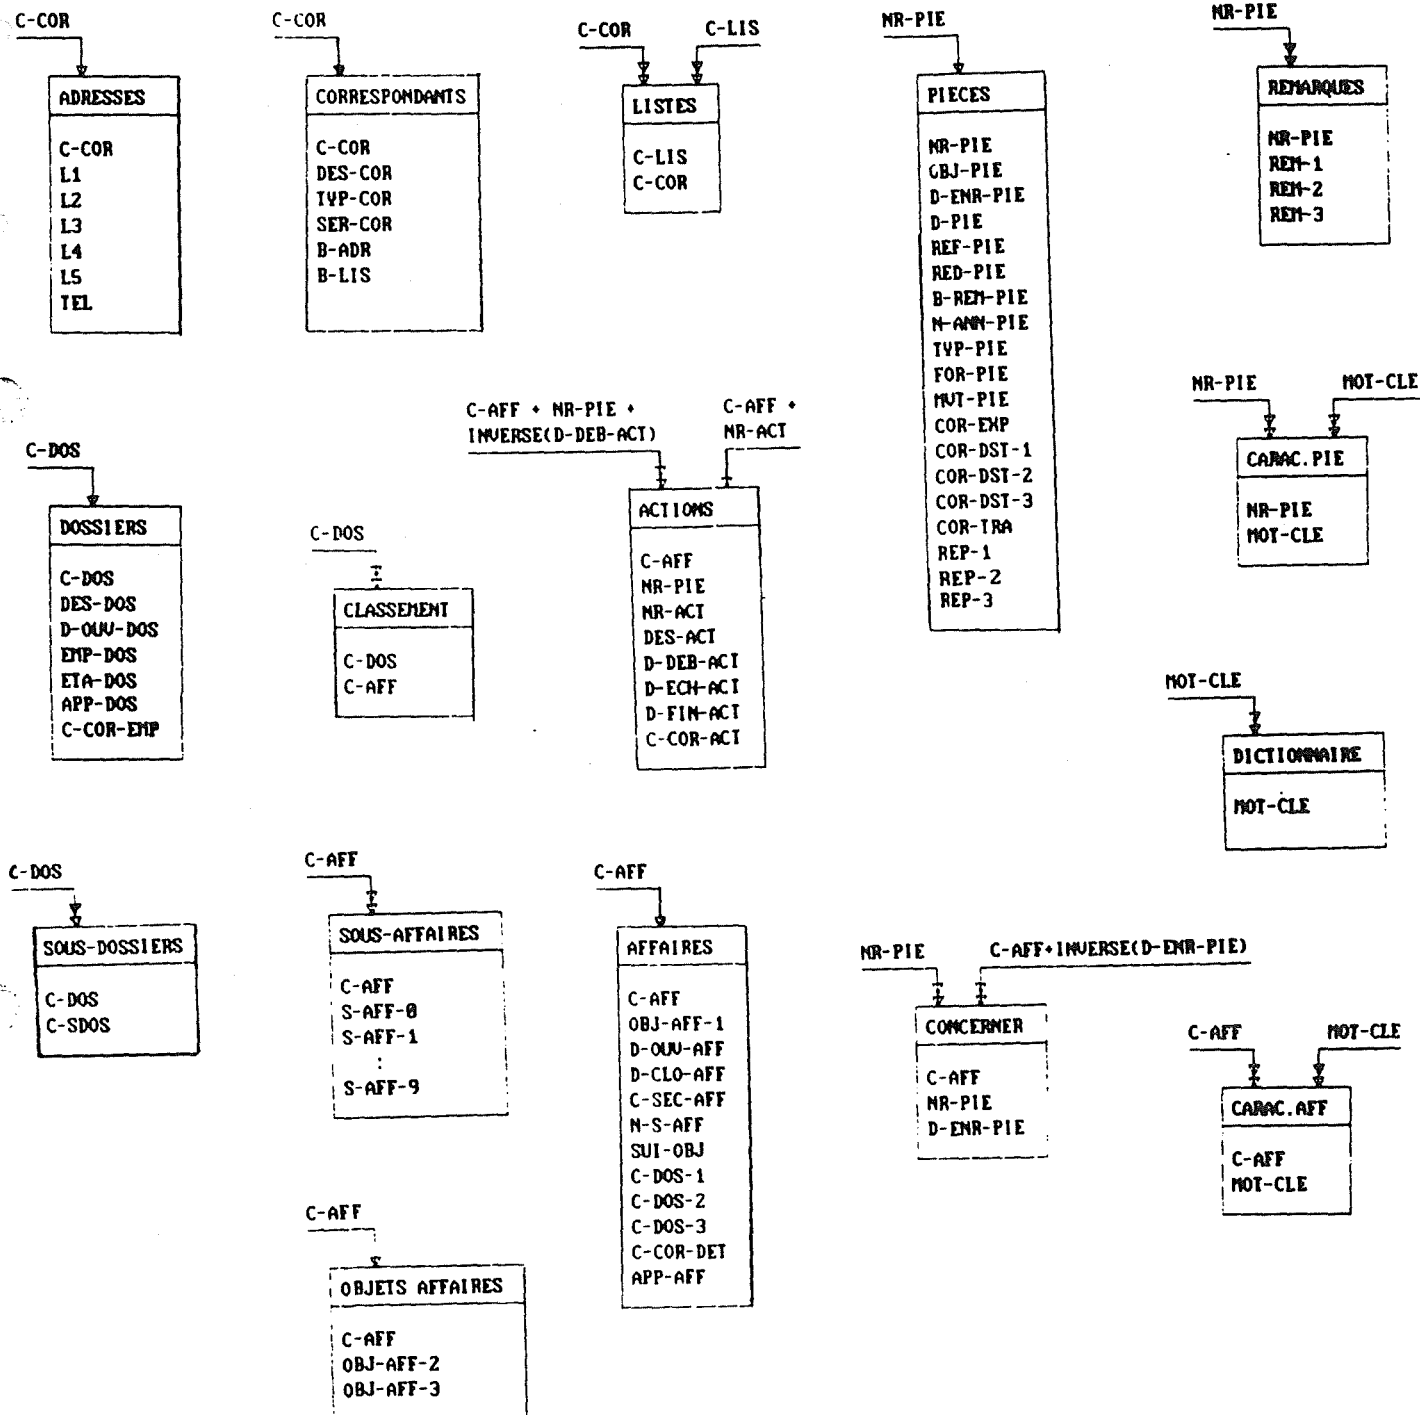 C-COR
ADRESSES
C-COR
L1
L2
L3
L4
L5
TEL
C-COR
CORRESPONDANTS
C-COR
DES-COR
TYP-COR
SER-COR
B-ADR
B-LIS
C-COR
C-LIS
LISTES
C-LIS
C-COR
NR-PIE
PIECES
NR-PIE
OBJ-PIE
D-ENR-PIE
D-PIE
REF-PIE
RED-PIE
B-REM-PIE
N-ANN-PIE
TYP-PIE
FOR-PIE
MVT-PIE
COR-EXP
COR-DST-1
COR-DST-2
COR-DST-3
COR-TRA
REP-1
REP-2
REP-3
NR-PIE
REMARQUES
NR-PIE
REM-1
REM-2
REM-3
C-DOS
DOSSIERS
C-DOS
DES-DOS
D-OUV-DOS
EMP-DOS
ETA-DOS
APP-DOS
C-COR-EMP
C-DOS
CLASSEMENT
C-DOS
C-AFF
C-AFF + NR-PIE +
INVERSE(D-DEB-ACT)
C-AFF +
NR-ACT
ACTIONS
C-AFF
NR-PIE
NR-ACT
DES-ACT
D-DEB-ACT
D-ECH-ACT
D-FIN-ACT
C-COR-ACT
NR-PIE
MOT-CLE
CARAC.PIE
NR-PIE
MOT-CLE
MOT-CLE
DICTIONNAIRE
MOT-CLE
C-DOS
SOUS-DOSSIERS
C-DOS
C-SDOS
C-AFF
SOUS-AFFAIRES
C-AFF
S-AFF-0
S-AFF-1
:
S-AFF-9
C-AFF
AFFAIRES
C-AFF
OBJ-AFF-1
D-OUV-AFF
D-CLO-AFF
C-SEC-AFF
N-S-AFF
SUI-OBJ
C-DOS-1
C-DOS-2
C-DOS-3
C-COR-DET
APP-AFF
NR-PIE
C-AFF+INVERSE(D-ENR-PIE)
CONCERNER
C-AFF
NR-PIE
D-ENR-PIE
C-AFF
MOT-CLE
CARAC.AFF
C-AFF
MOT-CLE
C-AFF
OBJETS AFFAIRES
C-AFF
OBJ-AFF-2
OBJ-AFF-3